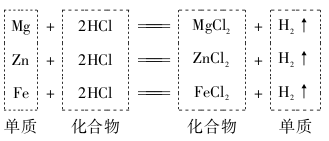 Mg + 2HCl ═══ MgCl₂ + H₂↑
Zn + 2HCl ═══ ZnCl₂ + H₂↑
Fe + 2HCl ═══ FeCl₂ + H₂↑
单质 化合物 化合物 单质